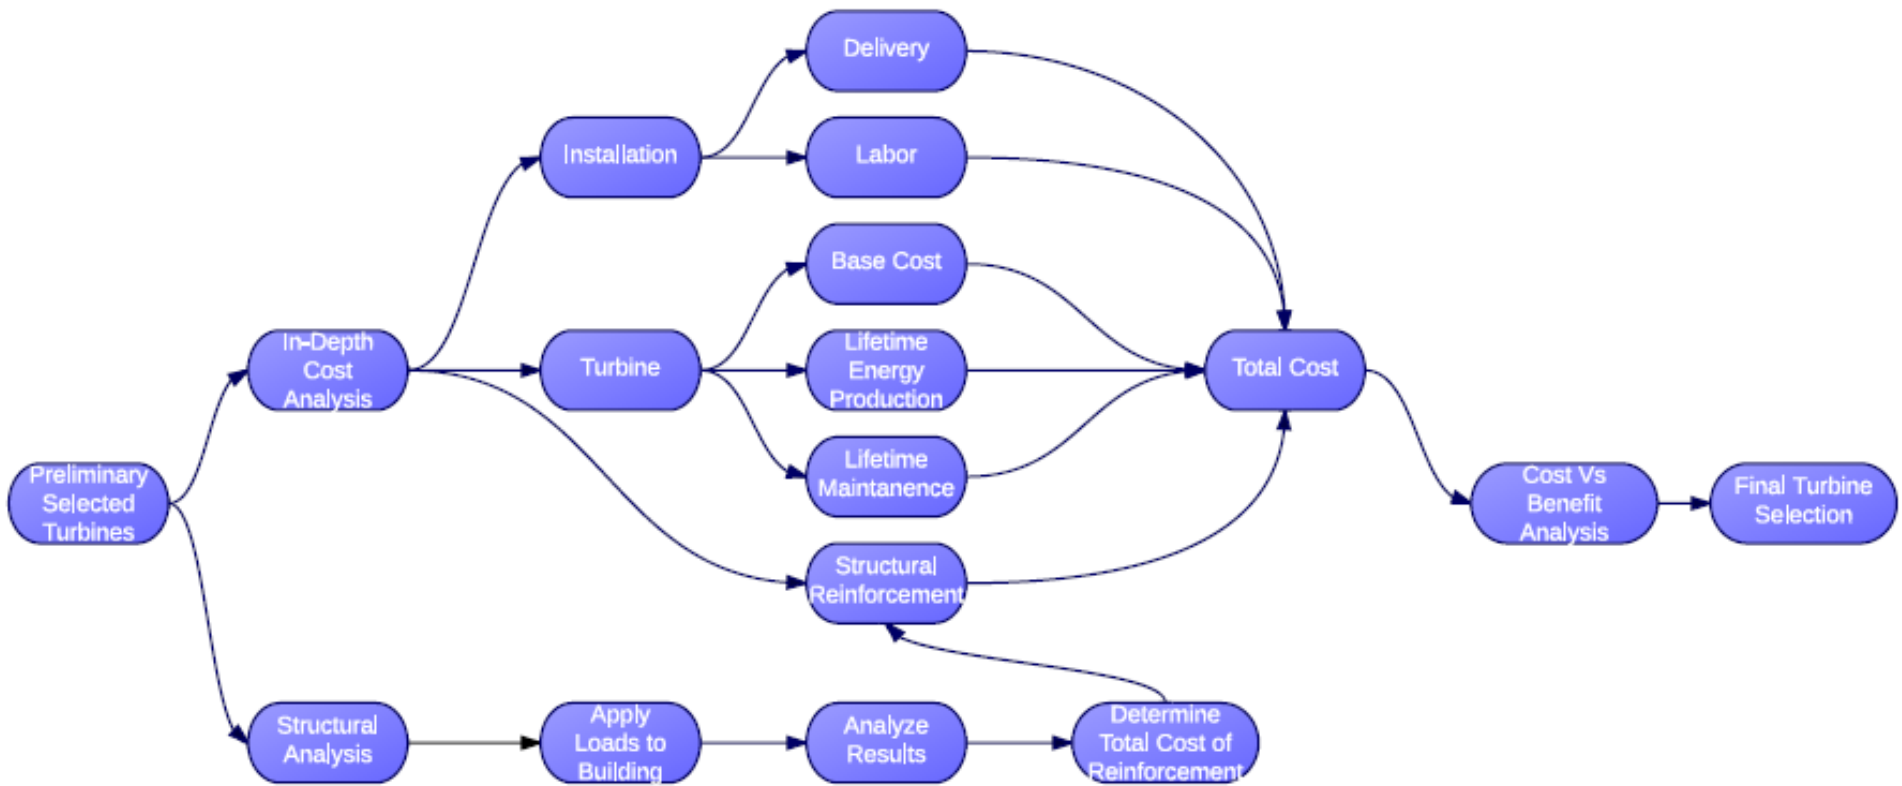 Delivery
Installation
Labor
Base Cost
In-Depth
Cost
Analysis
Turbine
Lifetime
Energy
Production
Total Cost
Lifetime
Maintanence
Preliminary
Selected
Turbines
Cost Vs
Benefit
Analysis
Final Turbine
Selection
Structural
Reinforcement
Structural
Analysis
Apply
Loads to
Building
Analyze
Results
Determine
Total Cost of
Reinforcement